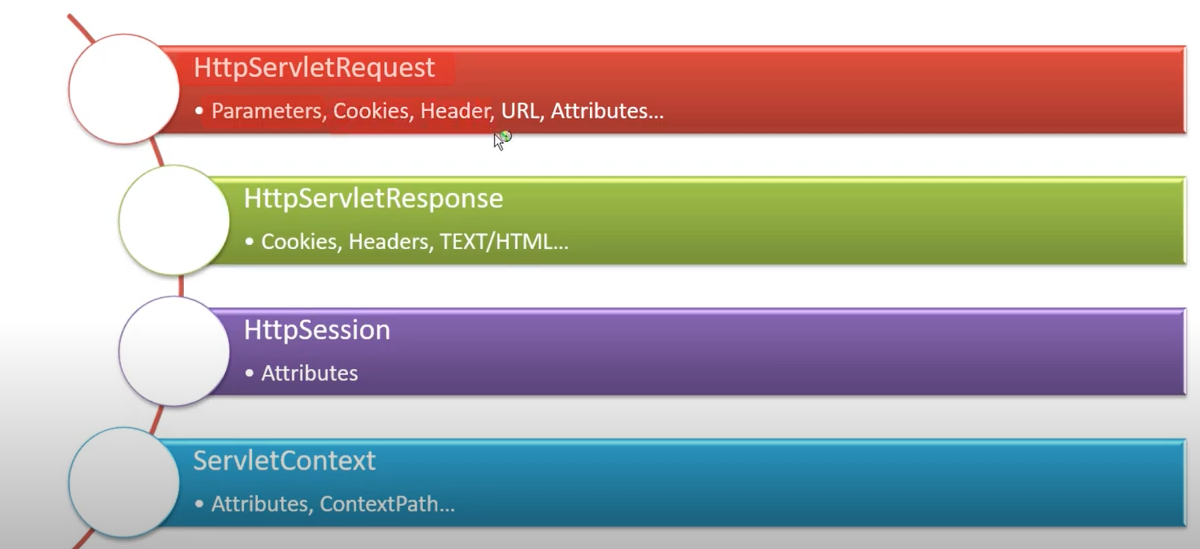 HttpServletRequest
• Parameters, Cookies, Header, URL, Attributes...
HttpServletResponse
• Cookies, Headers, TEXT/HTML...
HttpSession
• Attributes
ServletContext
• Attributes, ContextPath...